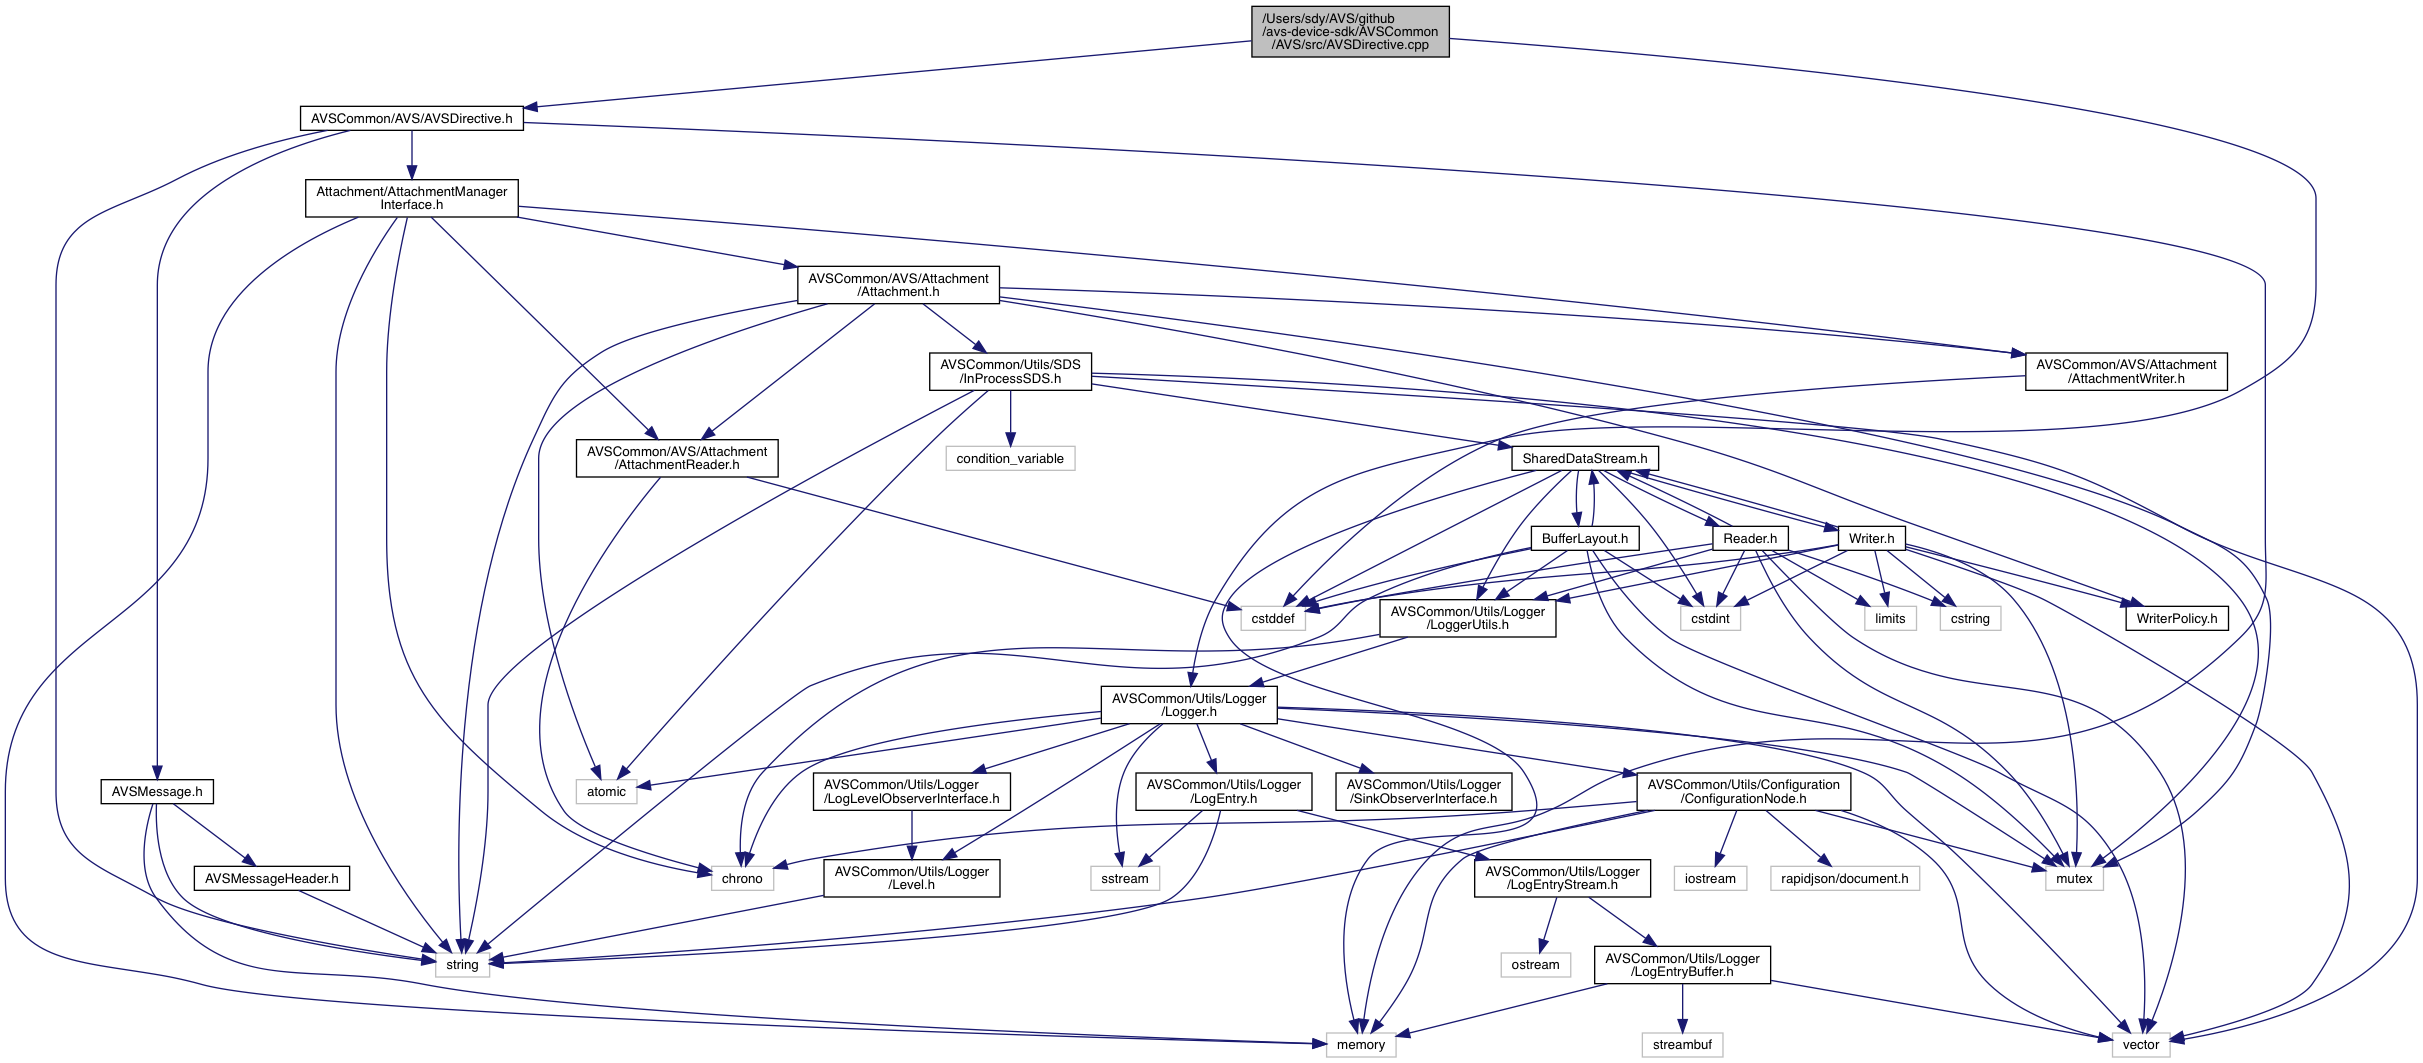 /Users/sdy/AVS/github
/avs-device-sdk/AVSCommon
/AVS/src/AVSDirective.cpp
AVSCommon/AVS/AVSDirective.h
Attachment/AttachmentManager
Interface.h
AVSCommon/AVS/Attachment
/Attachment.h
AVSCommon/Utils/SDS
/InProcessSDS.h
AVSCommon/AVS/Attachment
/AttachmentWriter.h
AVSCommon/AVS/Attachment
/AttachmentReader.h
condition_variable
SharedDataStream.h
BufferLayout.h
Reader.h
Writer.h
cstddef
AVSCommon/Utils/Logger
/LoggerUtils.h
cstdint
limits
cstring
WriterPolicy.h
AVSCommon/Utils/Logger
/Logger.h
AVSMessage.h
atomic
AVSCommon/Utils/Logger
/LogLevelObserverInterface.h
AVSCommon/Utils/Logger
/LogEntry.h
AVSCommon/Utils/Logger
/SinkObserverInterface.h
AVSCommon/Utils/Configuration
/ConfigurationNode.h
AVSMessageHeader.h
chrono
AVSCommon/Utils/Logger
/Level.h
sstream
AVSCommon/Utils/Logger
/LogEntryStream.h
iostream
rapidjson/document.h
mutex
string
ostream
AVSCommon/Utils/Logger
/LogEntryBuffer.h
memory
streambuf
vector